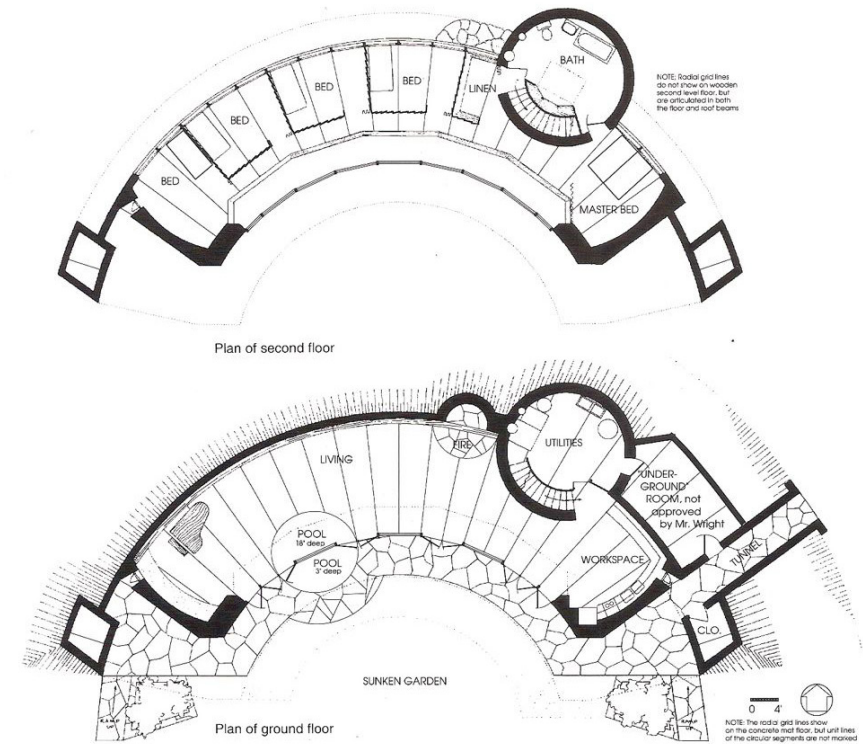 BATH
NOTE: Radial grid lines
do not show on wooden
second level floor, but
are articulated in both
the floor and roof beams
BED
BED
BED
LINEN
BED
MASTER BED
Plan of second floor
FIRE
UTILITIES
LIVING
"UNDER-
GROUND"
ROOM, not
approved
by Mr. Wright
POOL
18" deep
POOL
3' deep
WORKSPACE
TUNNEL
CLO.
SUNKEN GARDEN
RAMP
UP
RAMP
UP
0 4'
Plan of ground floor
NOTE: The radial grid lines show
on the concrete mat floor, but unit lines
of the circular segments are not marked